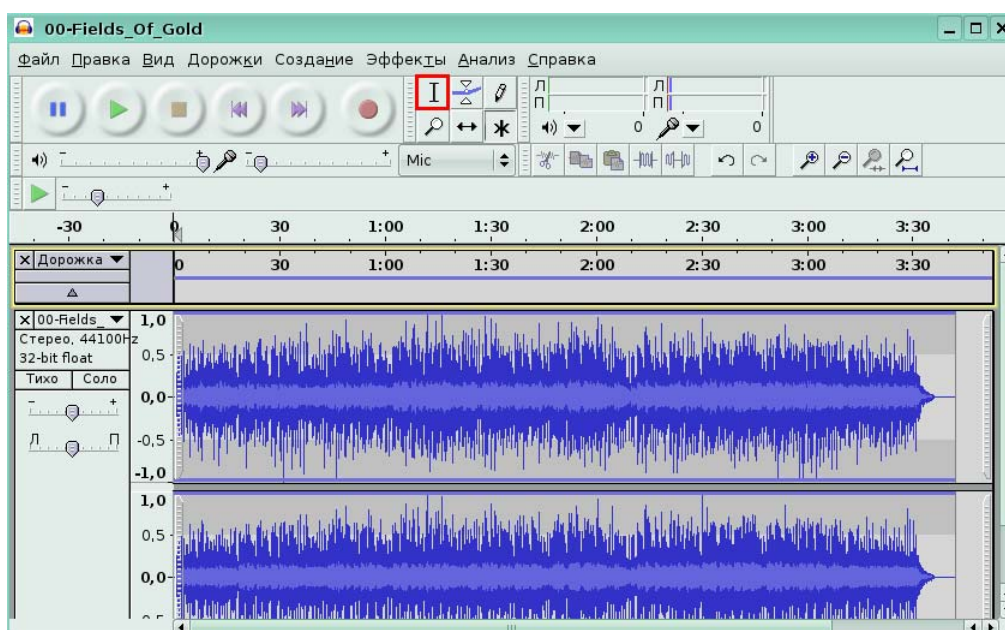 00-Fields_Of_Gold
Файл Правка Вид Дорожки Создание Эффекты Анализ Справка
Л
П
Л
П
0
0
Mic
-30 0 30 1:00 1:30 2:00 2:30 3:00 3:30
Дорожка
0 30 1:00 1:30 2:00 2:30 3:00 3:30
00-Fields_
Стерео, 44100Hz
32-bit float
Тихо Соло
- +
Л П
1,0
0,5
0,0
-0,5
-1,0
1,0
0,5
0,0